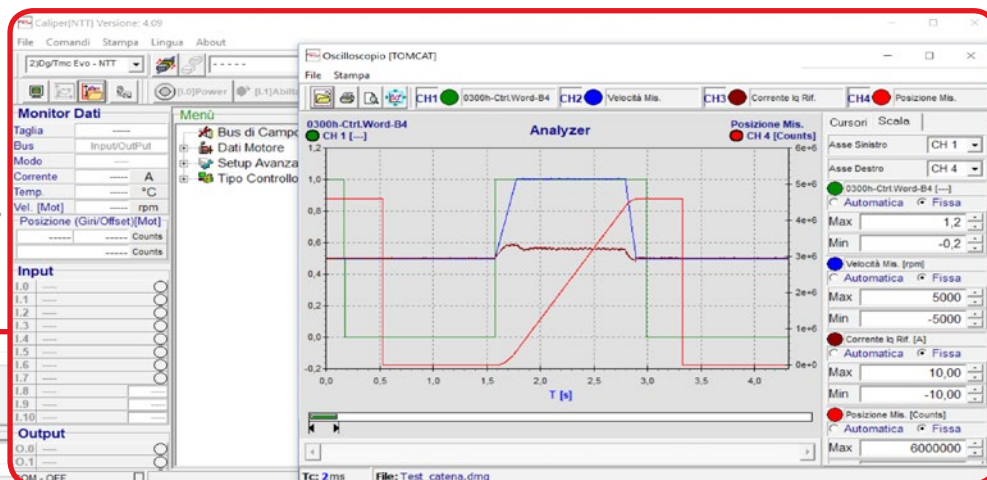 Caliper(NTT) Versione: 4.09
File Comandi Stampa Lingua About
2)Dg/Tmc Evo - NTT
- - - - -
[I.0]Power [I.1]Abilit
Monitor Dati
Taglia -----
Bus Input/OutPut
Modo ----
Corrente ----- A
Temp. ----- °C
Vel. [Mot] ----- rpm
Posizione (Giri/Offset)[Mot]
----- ----- Counts
----- Counts
Input
I.0 ----
I.1 ----
I.2 ----
I.3 ----
I.4 ----
I.5 ----
I.6 ----
I.7 ----
I.8 ----
I.9 ----
I.10 ----
Output
O.0 ----
O.1 ----
COM - OFF
Menù
Bus di Campo
Dati Motore
Setup Avanza
Tipo Controllo
Oscilloscopio [TOMCAT]
File Stampa
CH1 0300h-Ctrl.Word-B4 CH2 Velocità Mis. CH3 Corrente Iq Rif. CH4 Posizione Mis.
0300h-Ctrl.Word-B4
CH 1 [---]
Analyzer
Posizione Mis.
CH 4 [Counts]
1,2
1,0
0,8
0,6
0,4
0,2
0,0
-0,2
6e+6
5e+6
4e+6
3e+6
2e+6
1e+6
0e+0
0,0 0,5 1,0 1,5 2,0 2,5 3,0 3,5 4,0
T [s]
Cursori Scala
Asse Sinistro CH 1
Asse Destro CH 4
0300h-Ctrl.Word-B4 [---]
Automatica Fissa
Max 1,2
Min -0,2
Velocità Mis. [rpm]
Automatica Fissa
Max 5000
Min -5000
Corrente Iq Rif. [A]
Automatica Fissa
Max 10,00
Min -10,00
Posizione Mis. [Counts]
Automatica Fissa
Max 6000000
Tc: 2ms File: Test_catena.dmg